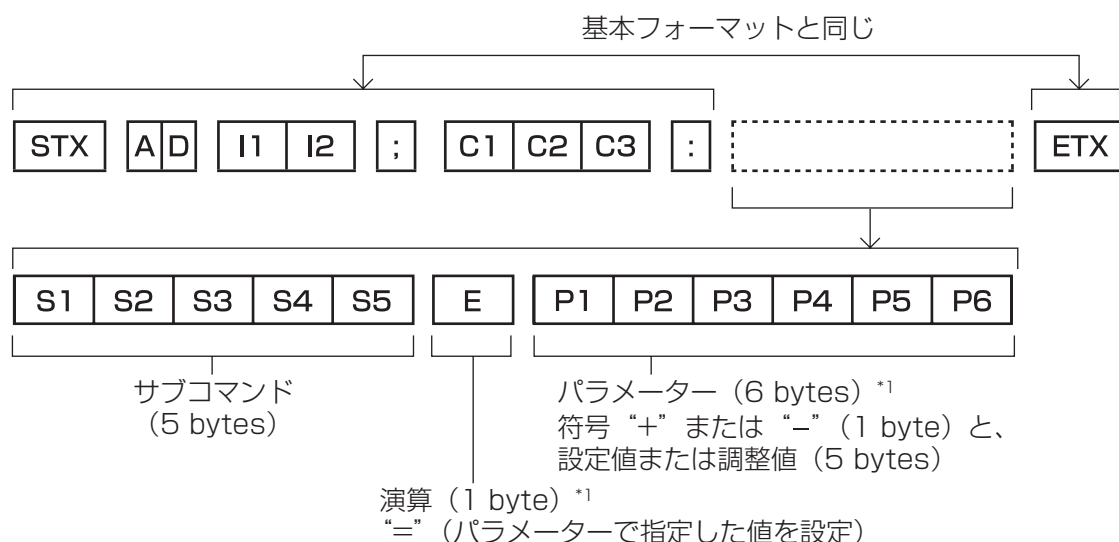 基本フォーマットと同じ
STX A D I1 I2 ; C1 C2 C3 : ETX
S1 S2 S3 S4 S5 E P1 P2 P3 P4 P5 P6
サブコマンド
（5 bytes）
パラメーター（6 bytes）*1
符号“+”または“−”（1 byte）と、
設定値または調整値（5 bytes）
演算（1 byte）*1
“=”（パラメーターで指定した値を設定）